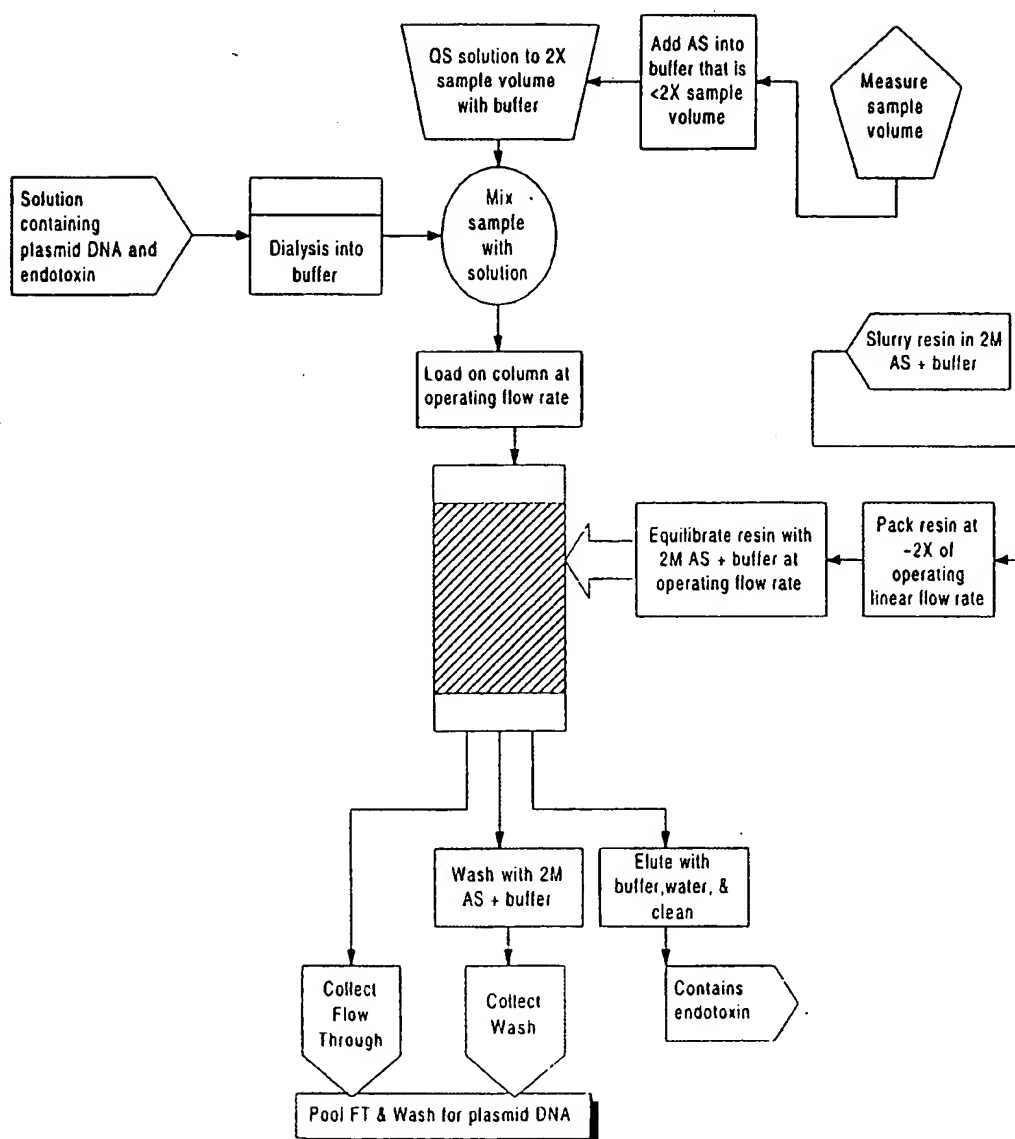 QS solution to 2X
sample volume
with buffer
Add AS into
buffer that is
<2X sample
volume
Measure
sample
volume
Solution
containing
plasmid DNA and
endotoxin
Dialysis into
buffer
Mix
sample
with
solution
Load on column at
operating flow rate
Slurry resin in 2M
AS + buffer
Equilibrate resin with
2M AS + buffer at
operating flow rate
Pack resin at
~2X of
operating
linear flow rate
Wash with 2M
AS + buffer
Elute with
buffer,water, &
clean
Collect
Flow
Through
Collect
Wash
Contains
endotoxin
Pool FT & Wash for plasmid DNA